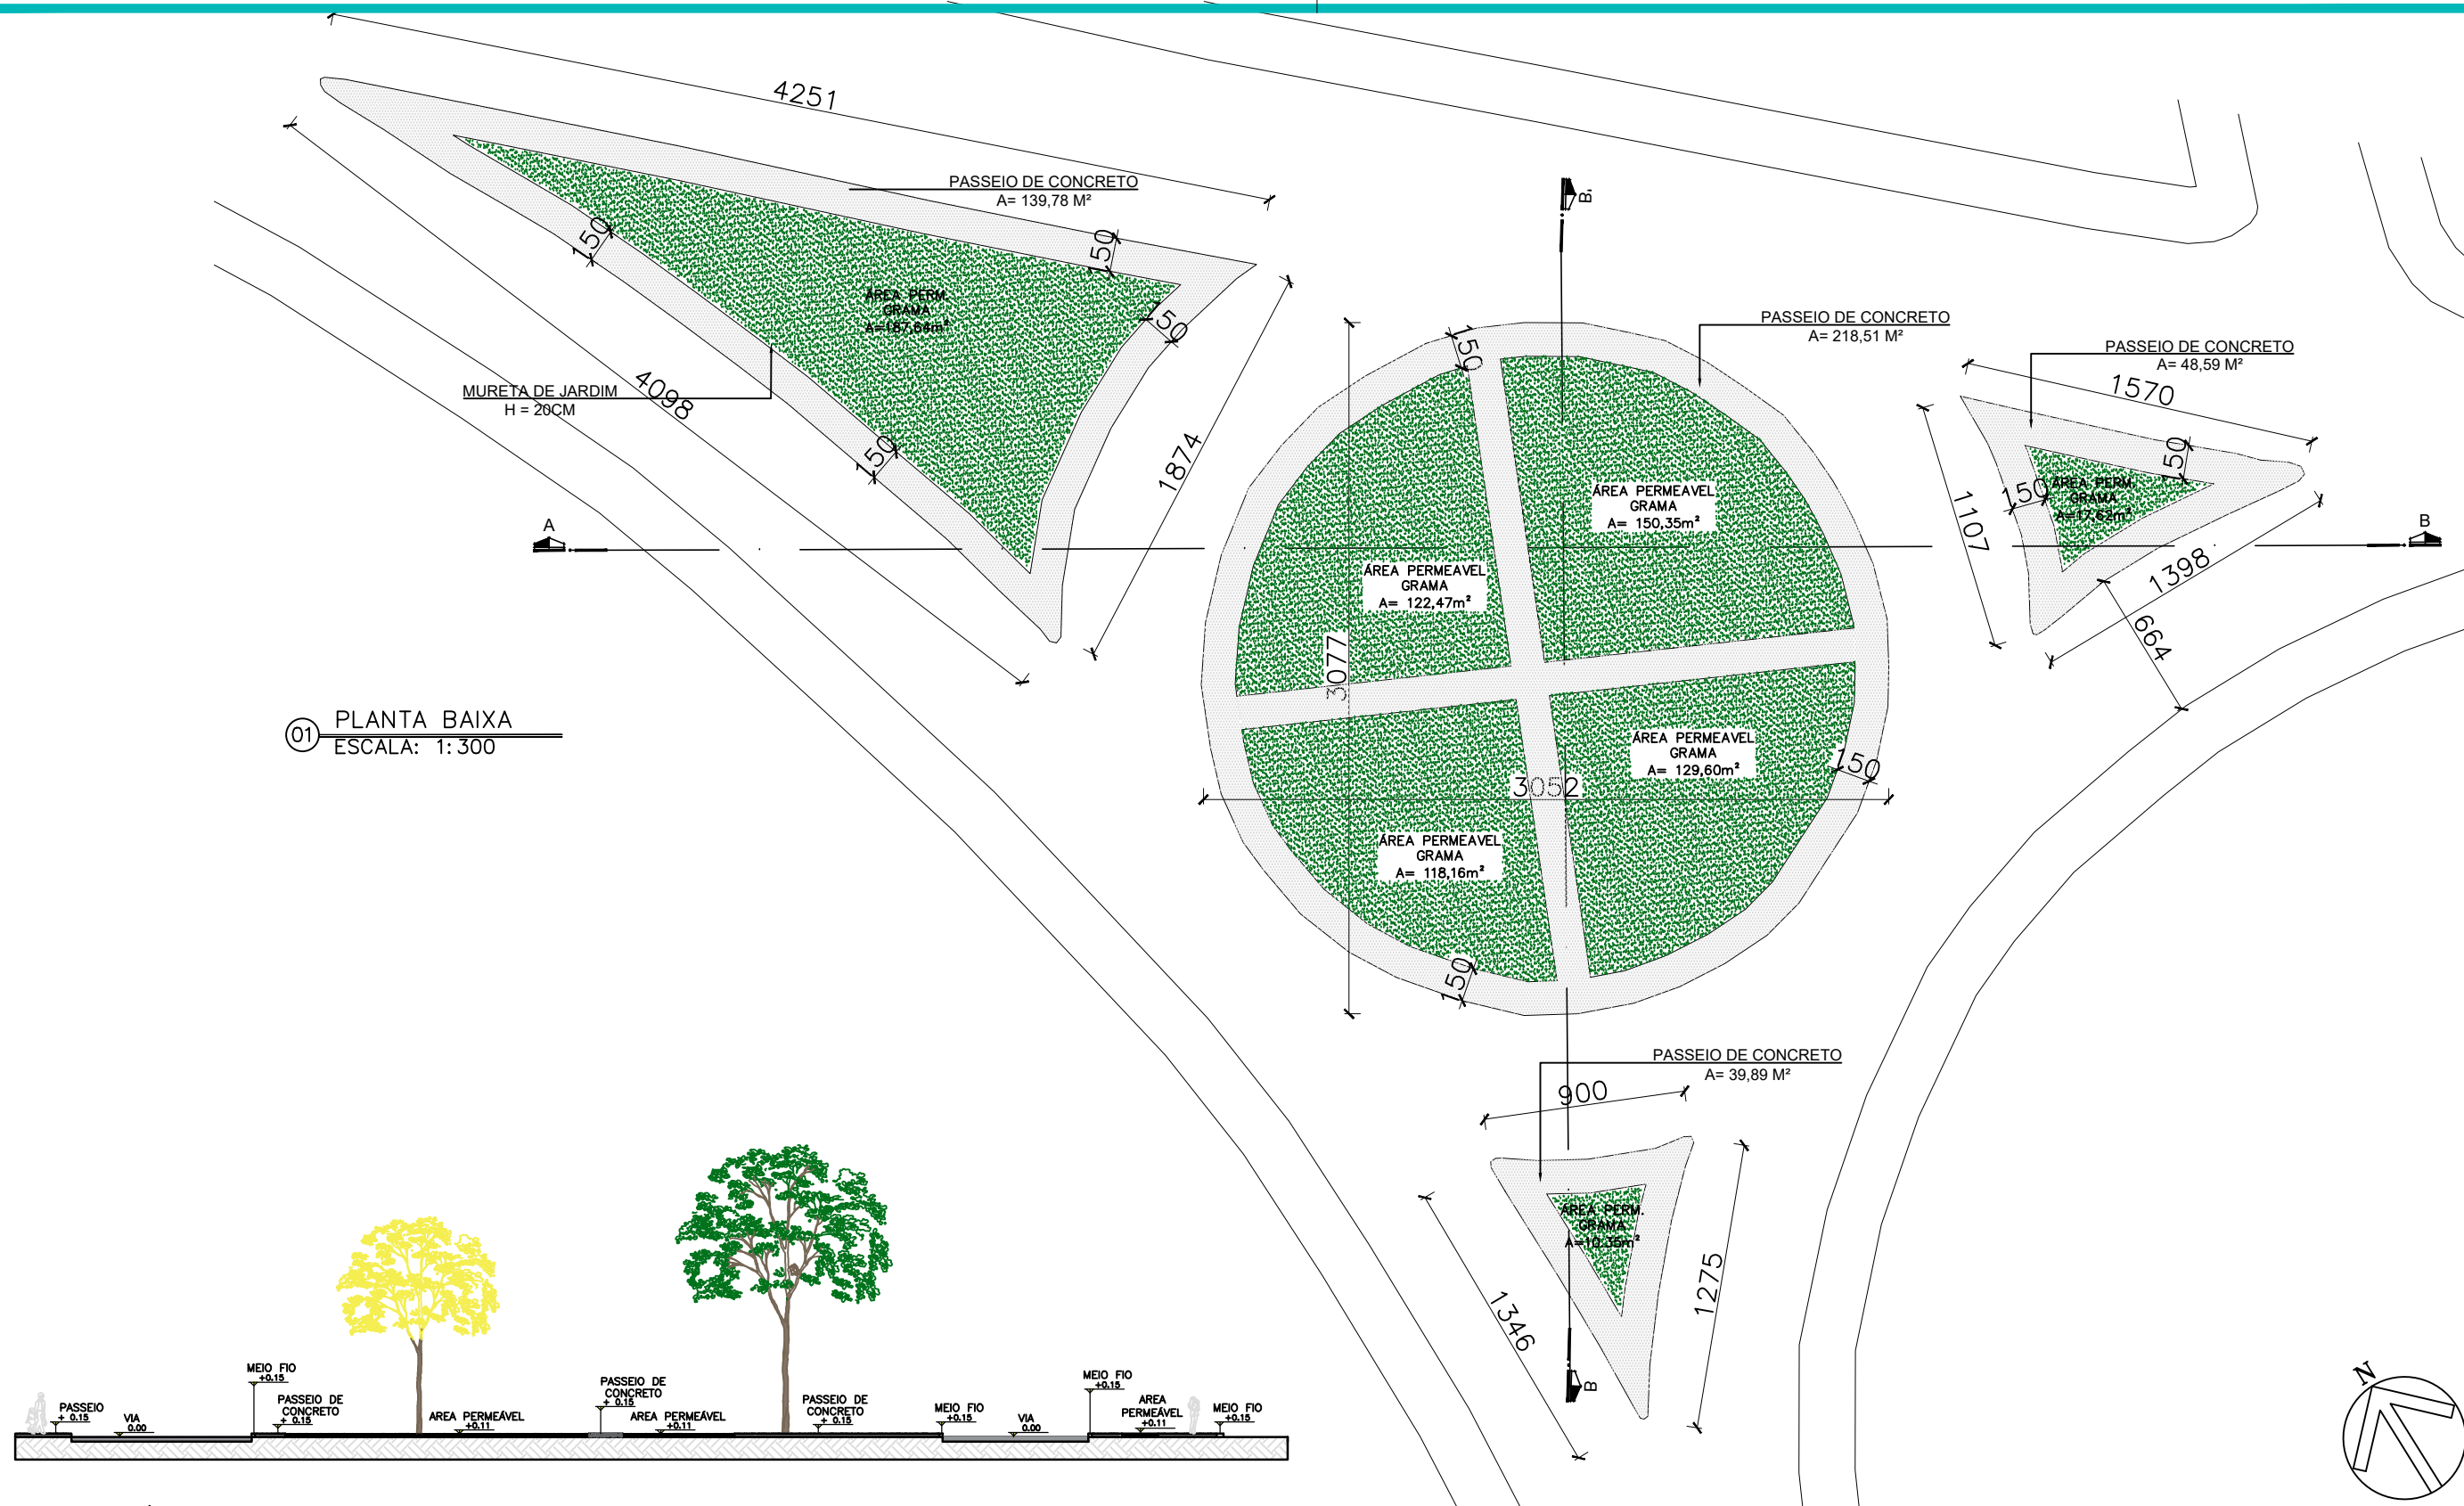 4251
PASSEIO DE CONCRETO
A= 139,78 M²
150
150
150
ÁREA PERM.
GRAMA
A=187,64m²
MURETA DE JARDIM
H = 20CM
4098
150
1874
A
B
PASSEIO DE CONCRETO
A= 218,51 M²
150
3077
ÁREA PERMEAVEL
GRAMA
A= 150,35m²
ÁREA PERMEAVEL
GRAMA
A= 122,47m²
ÁREA PERMEAVEL
GRAMA
A= 129,60m²
150
3052
ÁREA PERMEAVEL
GRAMA
A= 118,16m²
150
PASSEIO DE CONCRETO
A= 48,59 M²
1570
150
150
ÁREA PERM.
GRAMA
A=17,62m²
1107
1398
664
B
01
PLANTA BAIXA
ESCALA: 1:300
PASSEIO DE CONCRETO
A= 39,89 M²
900
ÁREA PERM.
GRAMA
A=10.35m²
1275
1346
B
N
PASSEIO
+ 0.15
VIA
0.00
MEIO FIO
+0.15
PASSEIO DE
CONCRETO
+ 0.15
AREA PERMEÁVEL
+0.11
PASSEIO DE
CONCRETO
+ 0.15
AREA PERMEÁVEL
+0.11
PASSEIO DE
CONCRETO
+ 0.15
MEIO FIO
+0.15
VIA
0.00
MEIO FIO
+0.15
AREA
PERMEÁVEL
+0.11
MEIO FIO
+0.15